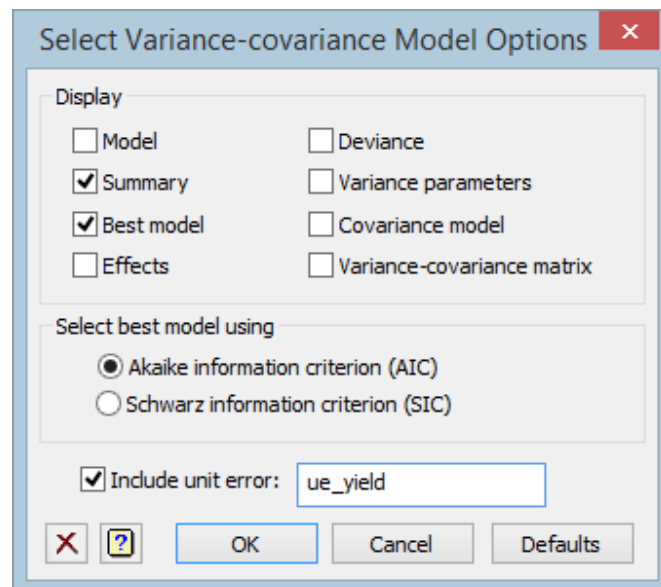 Select Variance-covariance Model Options
Display
Model
Deviance
Summary
Variance parameters
Best model
Covariance model
Effects
Variance-covariance matrix
Select best model using
Akaike information criterion (AIC)
Schwarz information criterion (SIC)
Include unit error: ue_yield
? OK Cancel Defaults